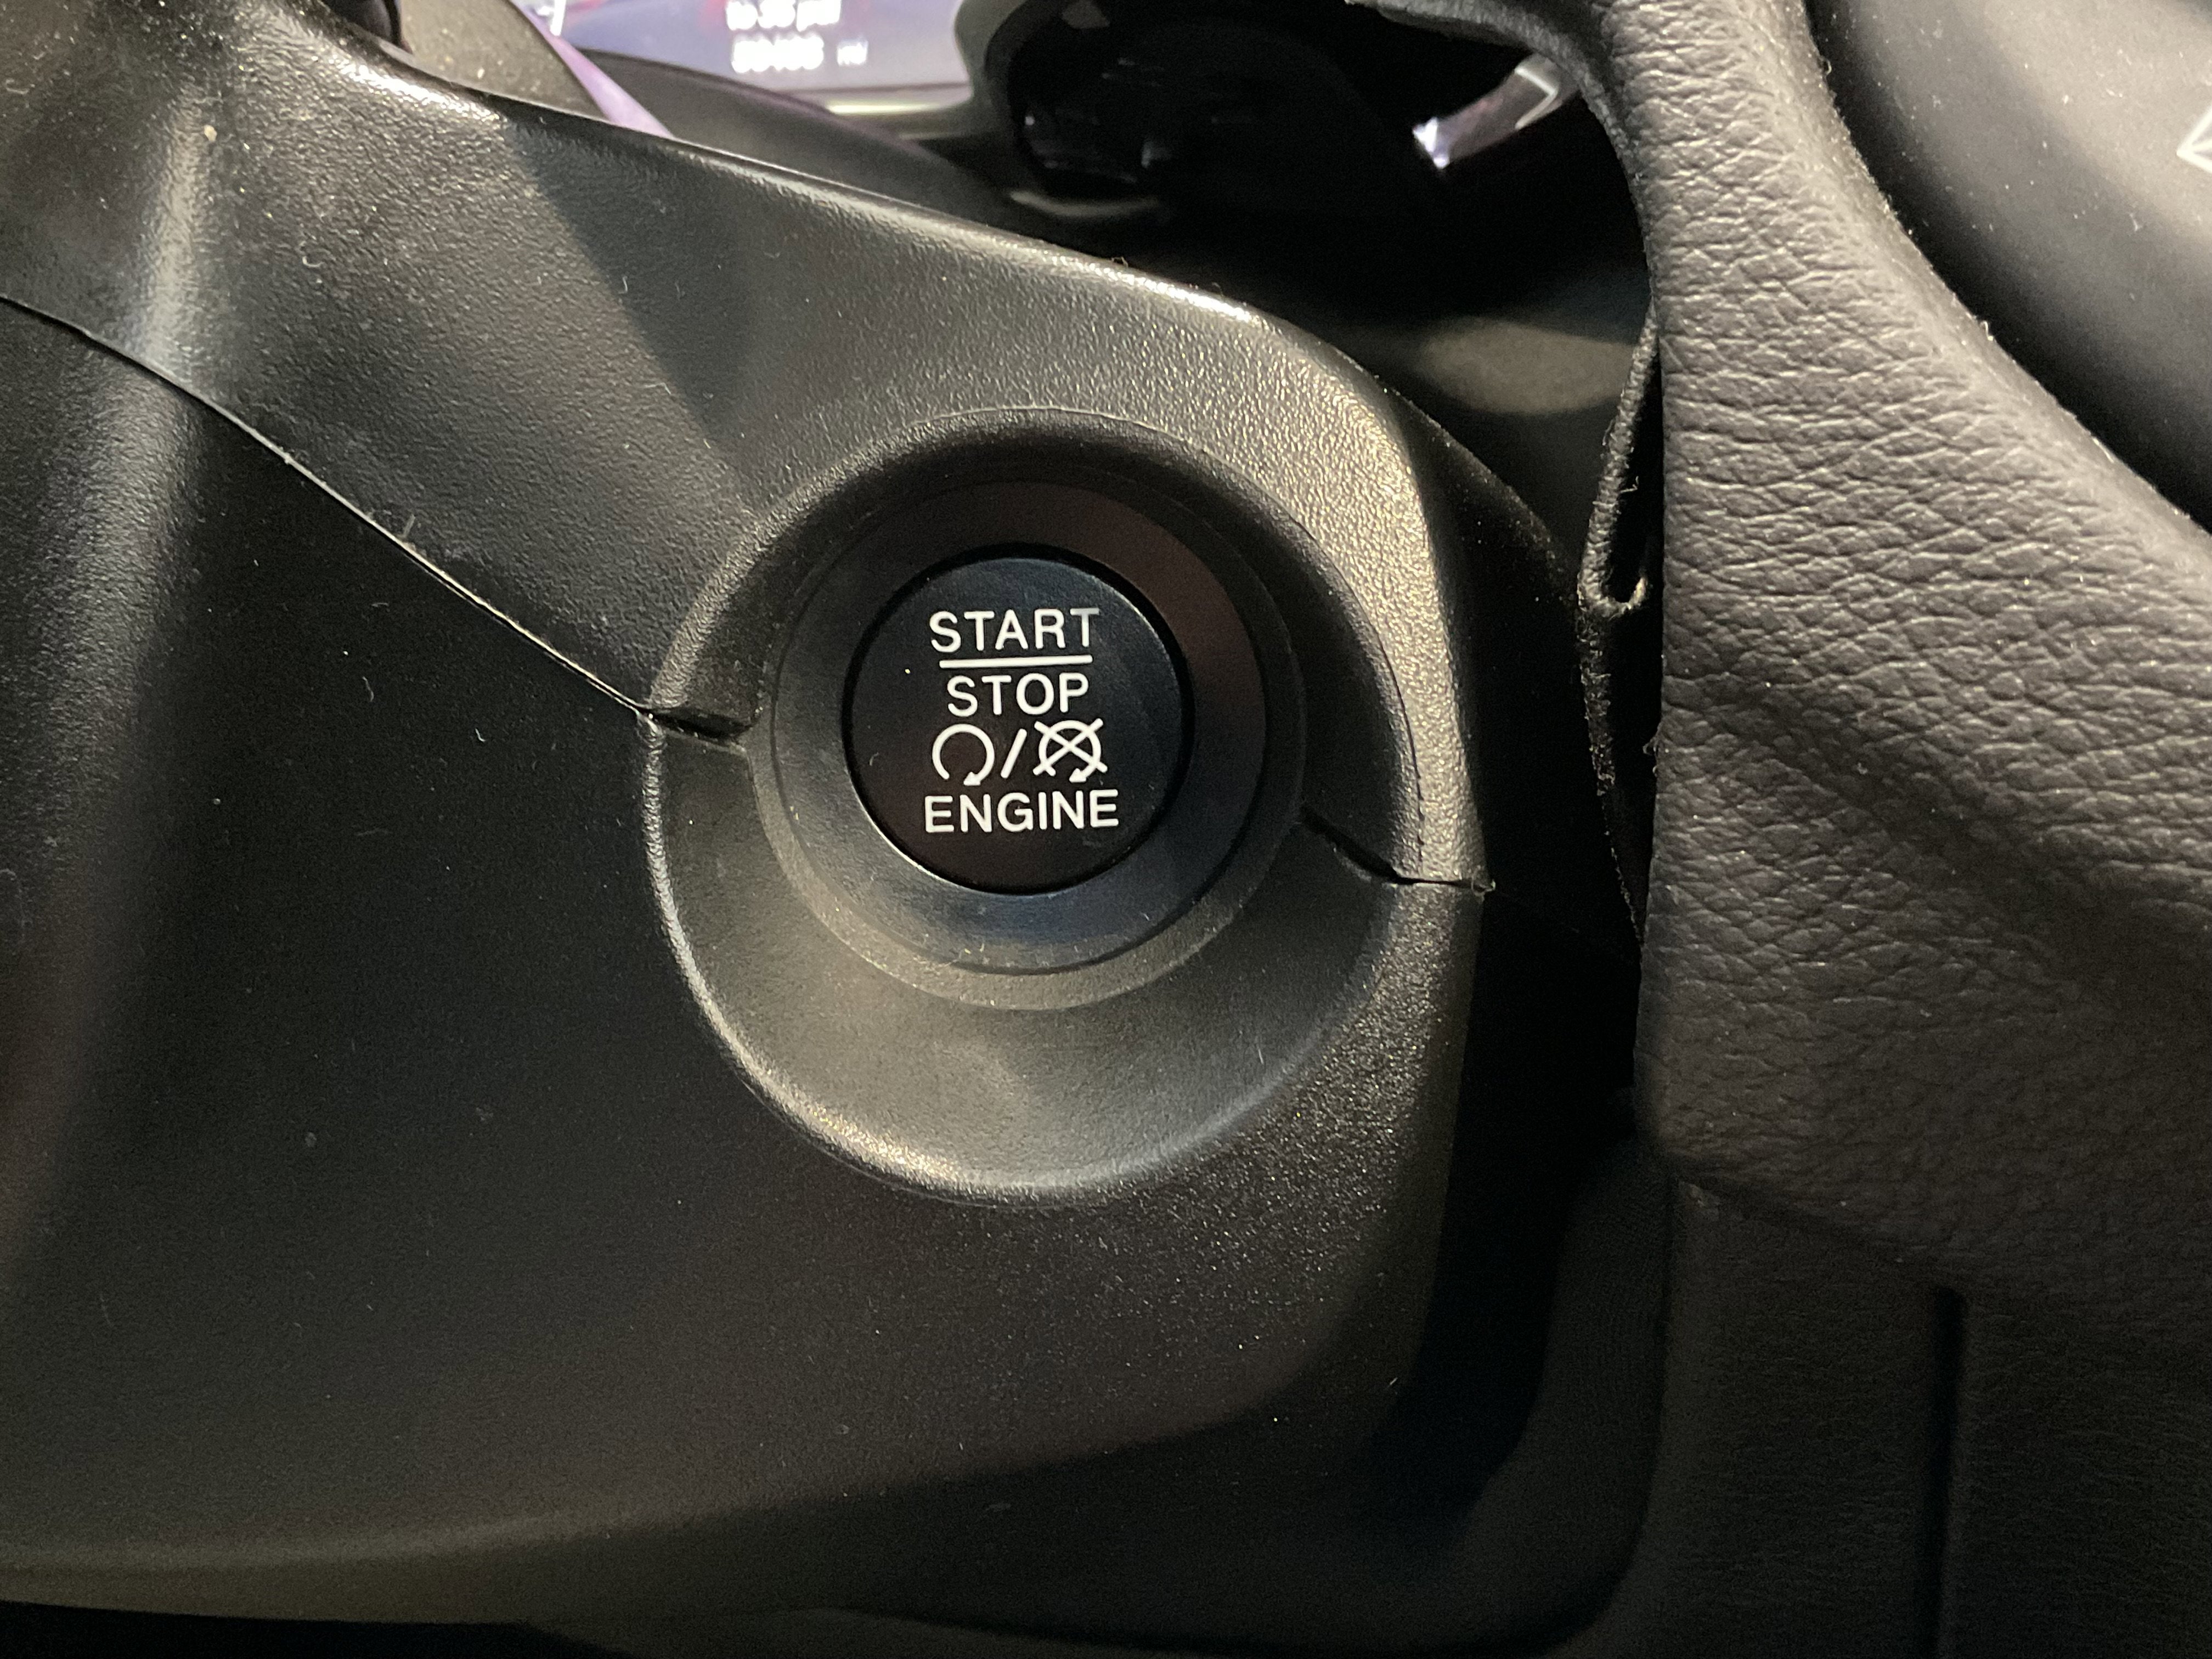 START
STOP
/
ENGINE